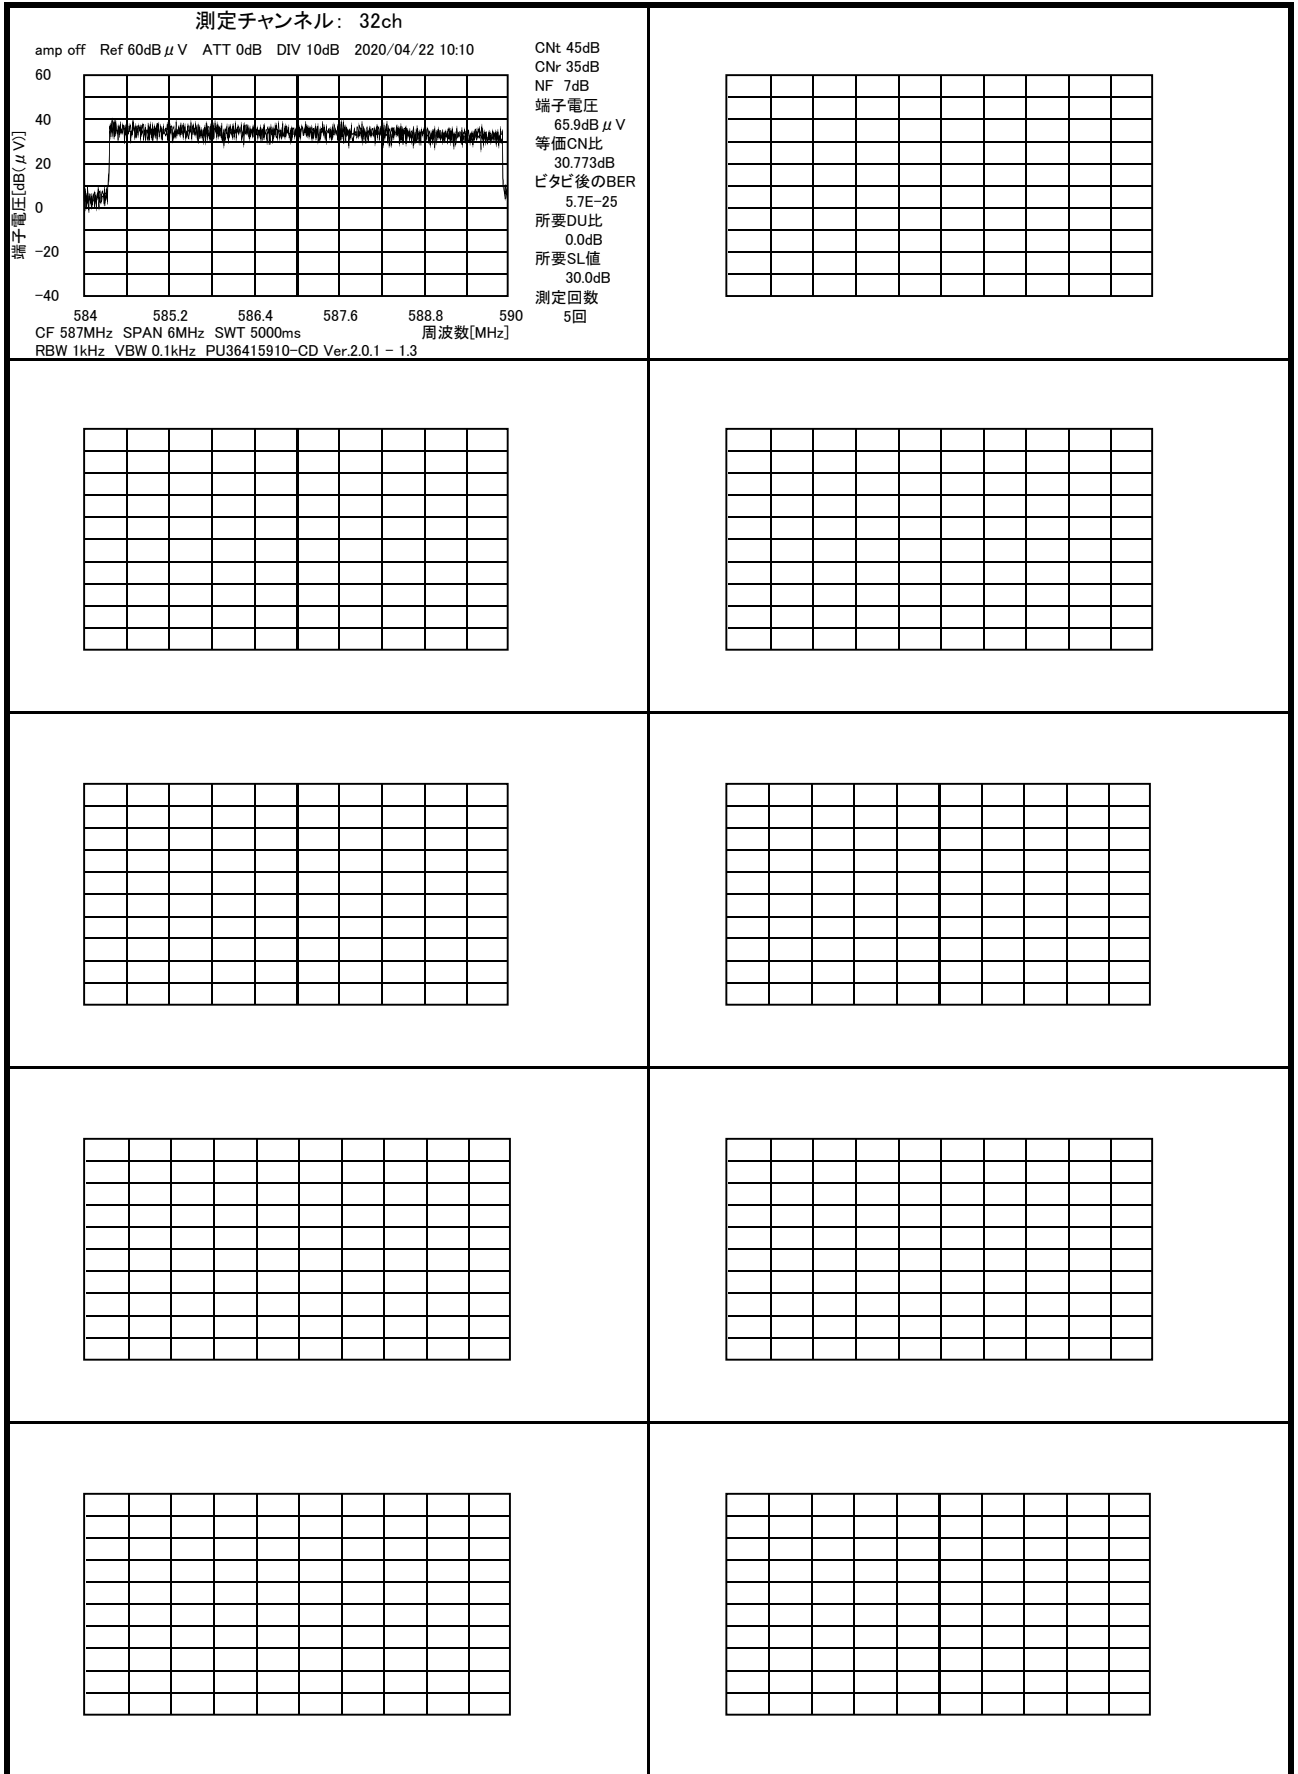 測定チャンネル： 32ch
amp off Ref 60dBμV ATT 0dB DIV 10dB 2020/04/22 10:10
端子電圧[dB(μV)]
60
40
20
0
-20
-40
584 585.2 586.4 587.6 588.8 590
CF 587MHz SPAN 6MHz SWT 5000ms 周波数[MHz]
RBW 1kHz VBW 0.1kHz PU36415910-CD Ver.2.0.1 - 1.3
CNt 45dB
CNr 35dB
NF 7dB
端子電圧
65.9dBμV
等価CN比
30.773dB
ビタビ後のBER
5.7E-25
所要DU比
0.0dB
所要SL値
30.0dB
測定回数
5回